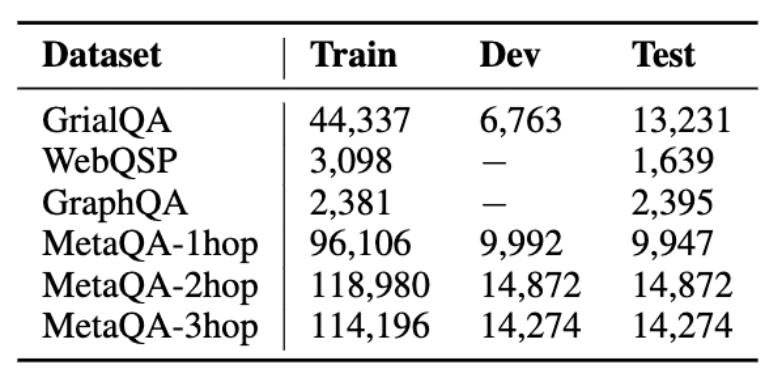 Dataset Train Dev Test
GrialQA 44,337 6,763 13,231
WebQSP 3,098 – 1,639
GraphQA 2,381 – 2,395
MetaQA-1hop 96,106 9,992 9,947
MetaQA-2hop 118,980 14,872 14,872
MetaQA-3hop 114,196 14,274 14,274